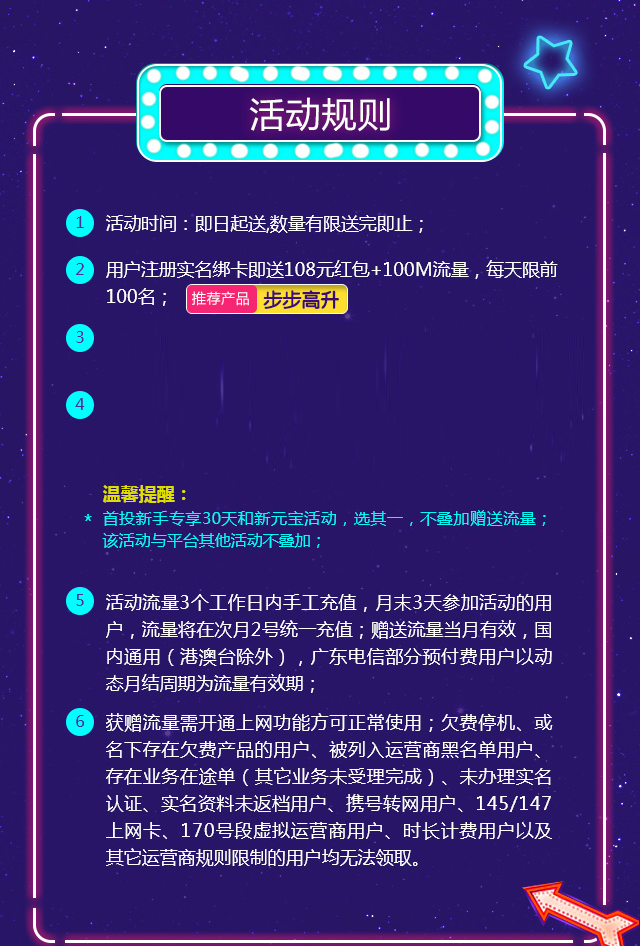 活动规则
1 活动时间：即日起送,数量有限送完即止；
2 用户注册实名绑卡即送108元红包+100M流量，每天限前
100名； 推荐产品 步步高升
3
4
温馨提醒：
* 首投新手专享30天和新元宝活动，选其一，不叠加赠送流量；
该活动与平台其他活动不叠加；
5 活动流量3个工作日内手工充值，月末3天参加活动的用
户，流量将在次月2号统一充值；赠送流量当月有效，国
内通用（港澳台除外），广东电信部分预付费用户以动
态月结周期为流量有效期；
6 获赠流量需开通上网功能方可正常使用；欠费停机、或
名下存在欠费产品的用户、被列入运营商黑名单用户、
存在业务在途单（其它业务未受理完成）、未办理实名
认证、实名资料未返档用户、携号转网用户、145/147
上网卡、170号段虚拟运营商用户、时长计费用户以及
其它运营商规则限制的用户均无法领取。